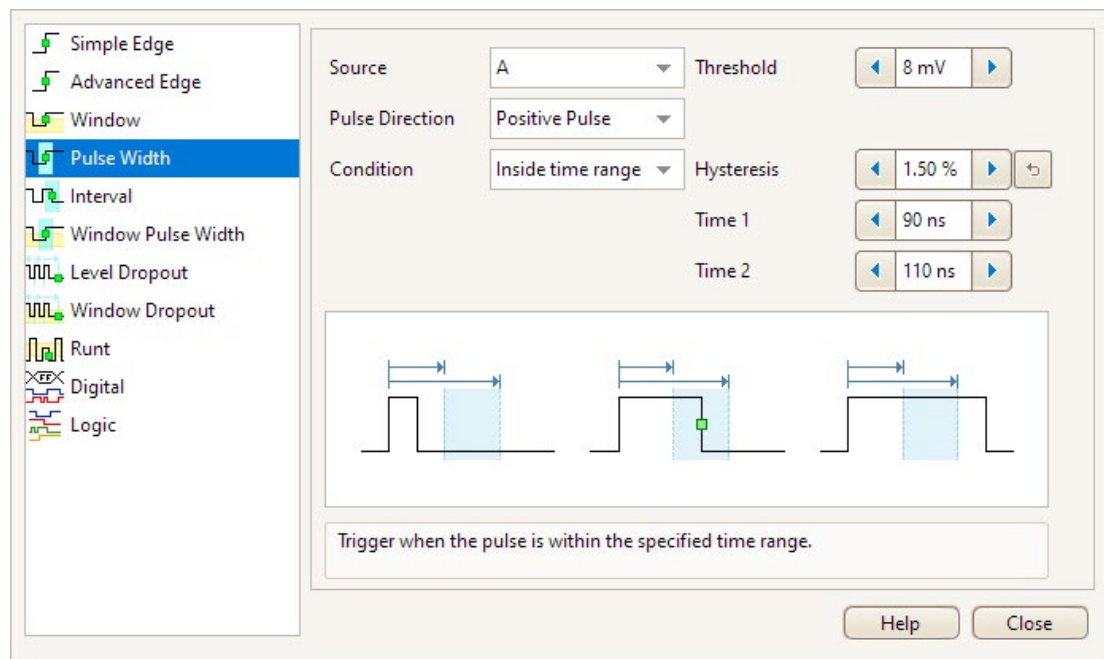 Simple Edge
Advanced Edge
Window
Pulse Width
Interval
Window Pulse Width
Level Dropout
Window Dropout
Runt
FF
Digital
Logic
Source A Threshold 8 mV
Pulse Direction Positive Pulse
Condition Inside time range Hysteresis 1.50 %
Time 1 90 ns
Time 2 110 ns
Trigger when the pulse is within the specified time range.
Help Close